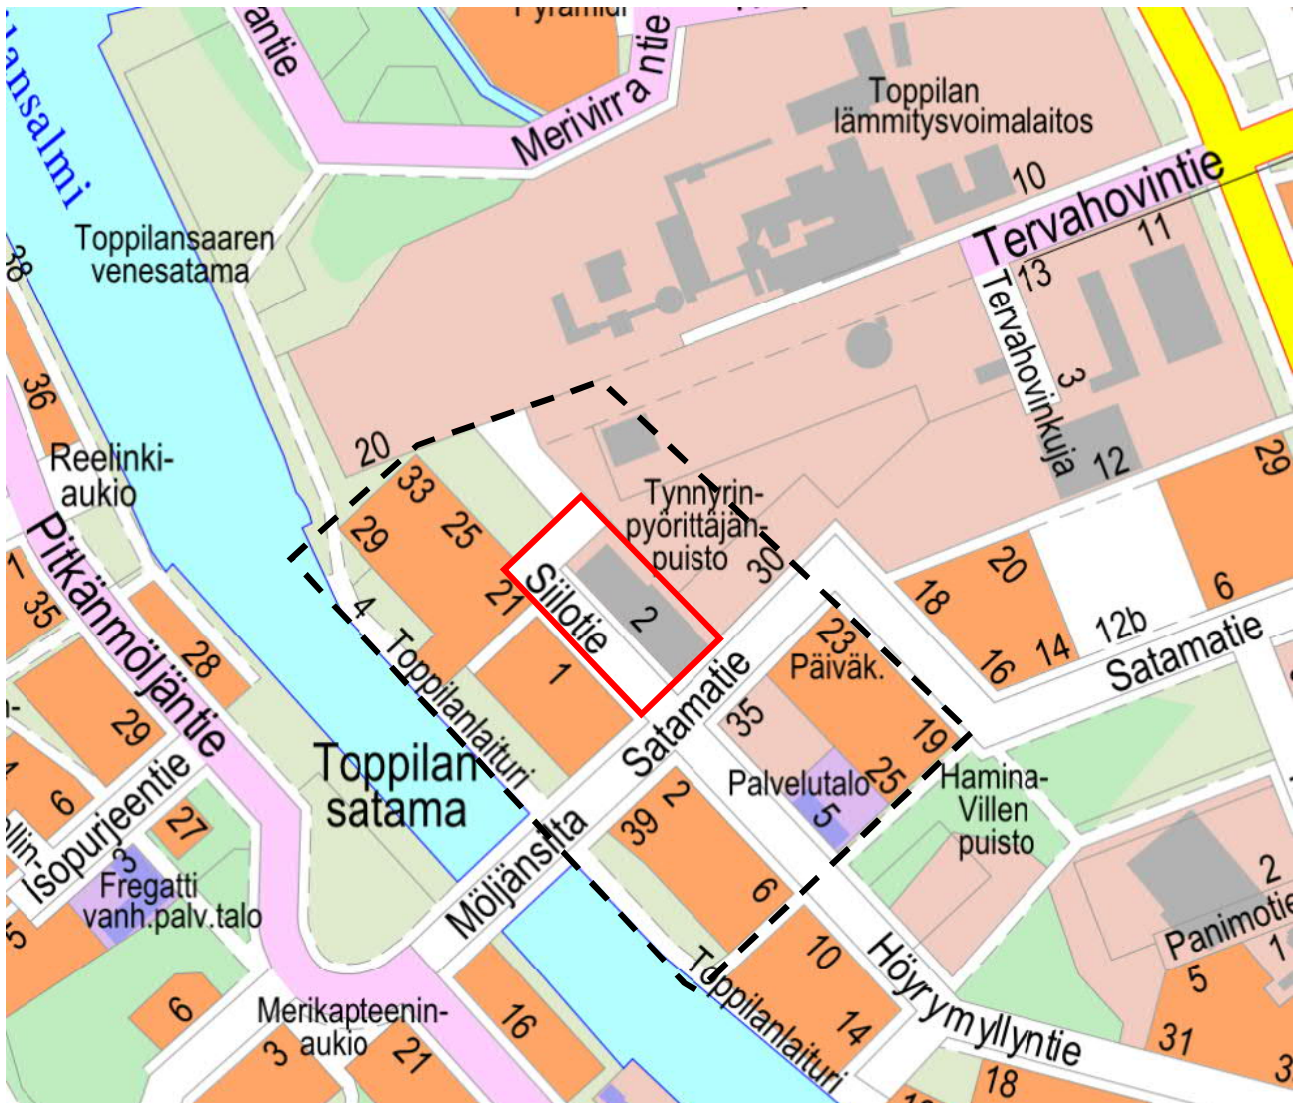 Pyramidi
antie
Merivirra ntie
lansalmi
Toppilan
lämmitysvoimalaitos
10
Tervahovintie
11
13
Tervahovinkuja
3
12
Toppilansaaren
venesatama
38
36
Reelinki-
aukio
20
33
29
25
21
4
Tynnyrin-
pyörittäjän-
puisto
30
Siilotie
2
1
29
20
18
16
14
12b
6
Satamatie
23
Päiväk.
19
25
35
Palvelutalo
5
Satamatie
Hamina-
Villen
puisto
Toppilanlaituri
Toppilan
satama
Pitkänmöljäntie
1
35
28
29
6
Isopurjeentie
27
3
Fregatti
vanh.palv.talo
Möljänsilta
39
2
6
10
14
Höyrymyllyntie
Toppilanlaituri
2
Panimotie
1
5
31
18
6
Merikapteenin-
aukio
3
21
16